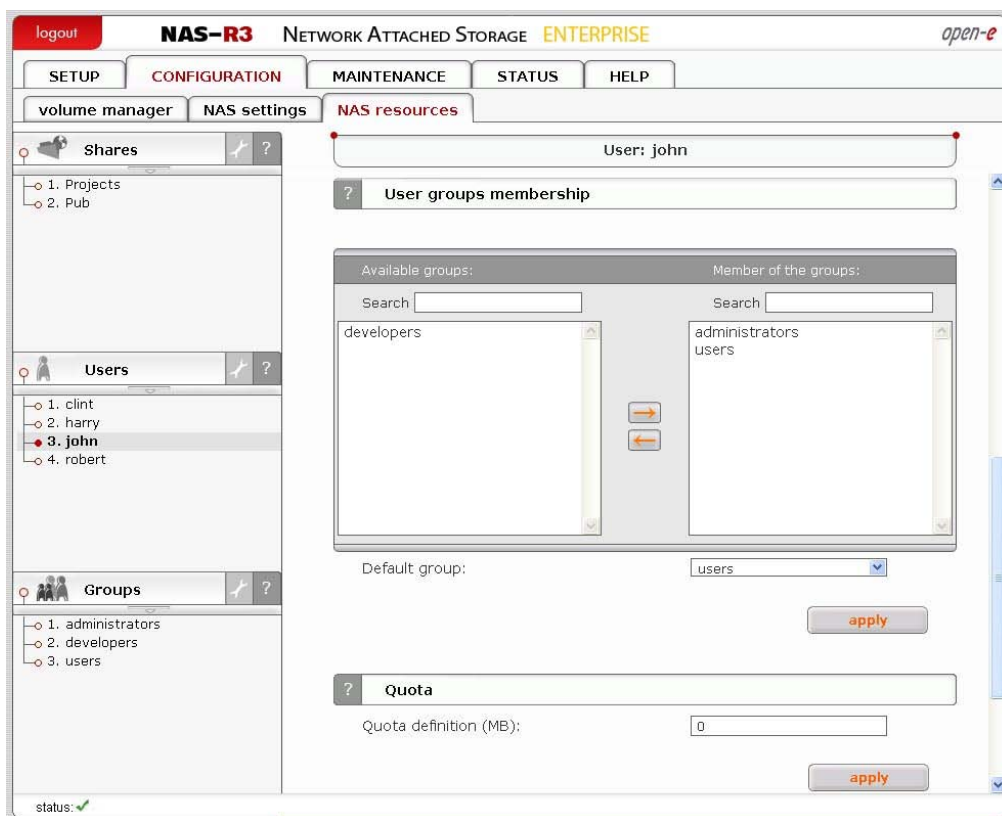 logout
NAS-R3 NETWORK ATTACHED STORAGE ENTERPRISE
open-e
SETUP CONFIGURATION MAINTENANCE STATUS HELP
volume manager NAS settings NAS resources
Shares ?
1. Projects
2. Pub
Users ?
1. clint
2. harry
3. john
4. robert
Groups ?
1. administrators
2. developers
3. users
User: john
? User groups membership
Available groups: Member of the groups:
Search Search
developers
administrators
users
Default group: users
apply
? Quota
Quota definition (MB): 0
apply
status: